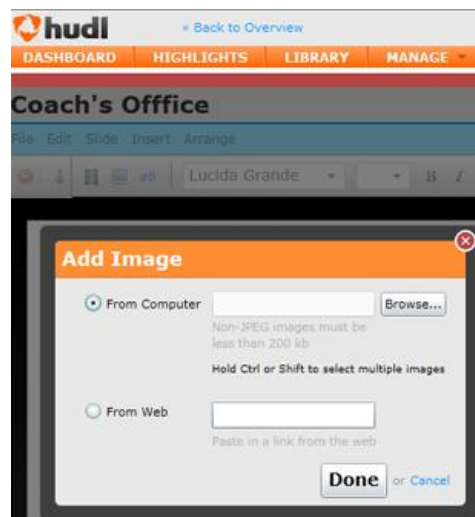 hudl « Back to Overview
DASHBOARD HIGHLIGHTS LIBRARY MANAGE
Coach's Offfice
File Edit Slide Insert Arrange
ab Lucida Grande B I
Add Image
From Computer Browse...
Non-JPEG images must be
less than 200 kb
Hold Ctrl or Shift to select multiple images
From Web
Paste in a link from the web
Done or Cancel